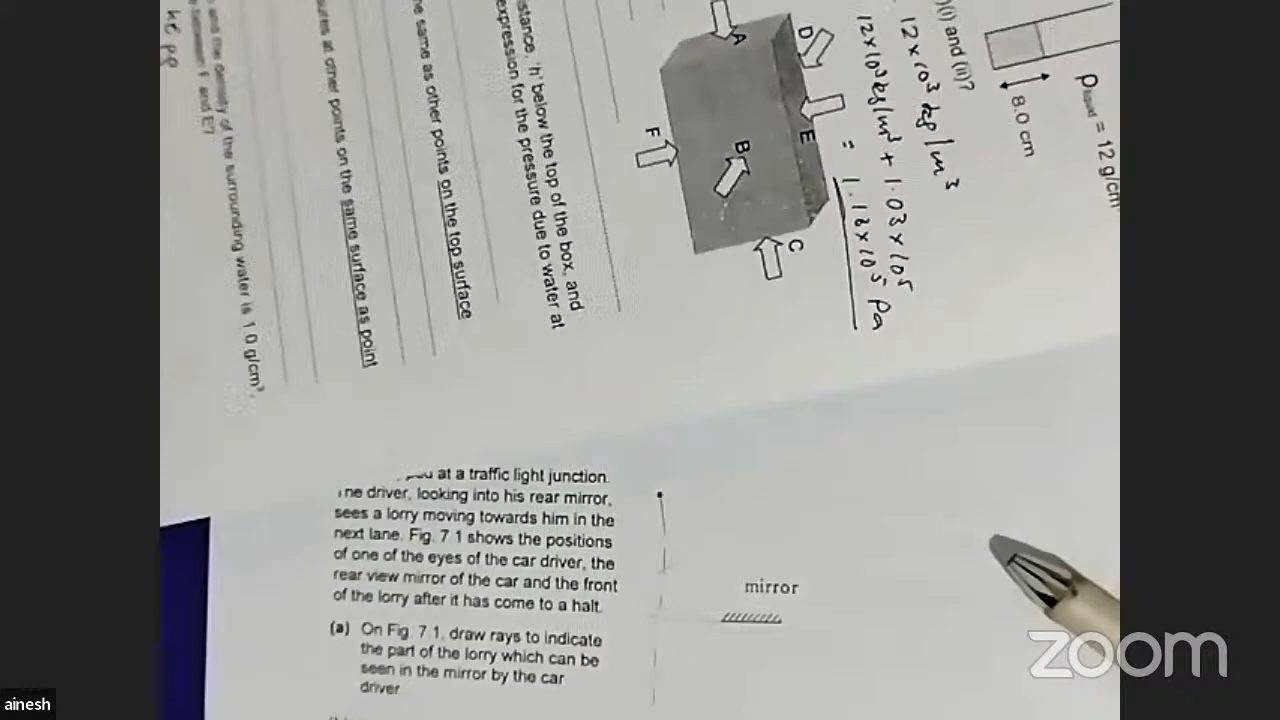 )(i) and (ii)?
12 × 10³ kg/m³
12×10³kg/m³ + 1.03×10⁵
= 1.12×10⁵ Pa
8.0 cm
ρ = 12 g/cm
A
D
E
B
F
C
stance, 'h' below the top of the box, and
expression for the pressure due to water at
he same as other points on the top surface
ures at other points on the same surface as point
and the density of the surrounding water is 1.0 g/cm³,
between F and E?
ρg
at a traffic light junction.
driver, looking into his rear mirror,
sees a lorry moving towards him in the
next lane. Fig. 7 1 shows the positions
of one of the eyes of the car driver, the
rear view mirror of the car and the front
of the lorry after it has come to a halt.
(a) On Fig. 7 1, draw rays to indicate
the part of the lorry which can be
seen in the mirror by the car
driver
mirror
zoom
ainesh